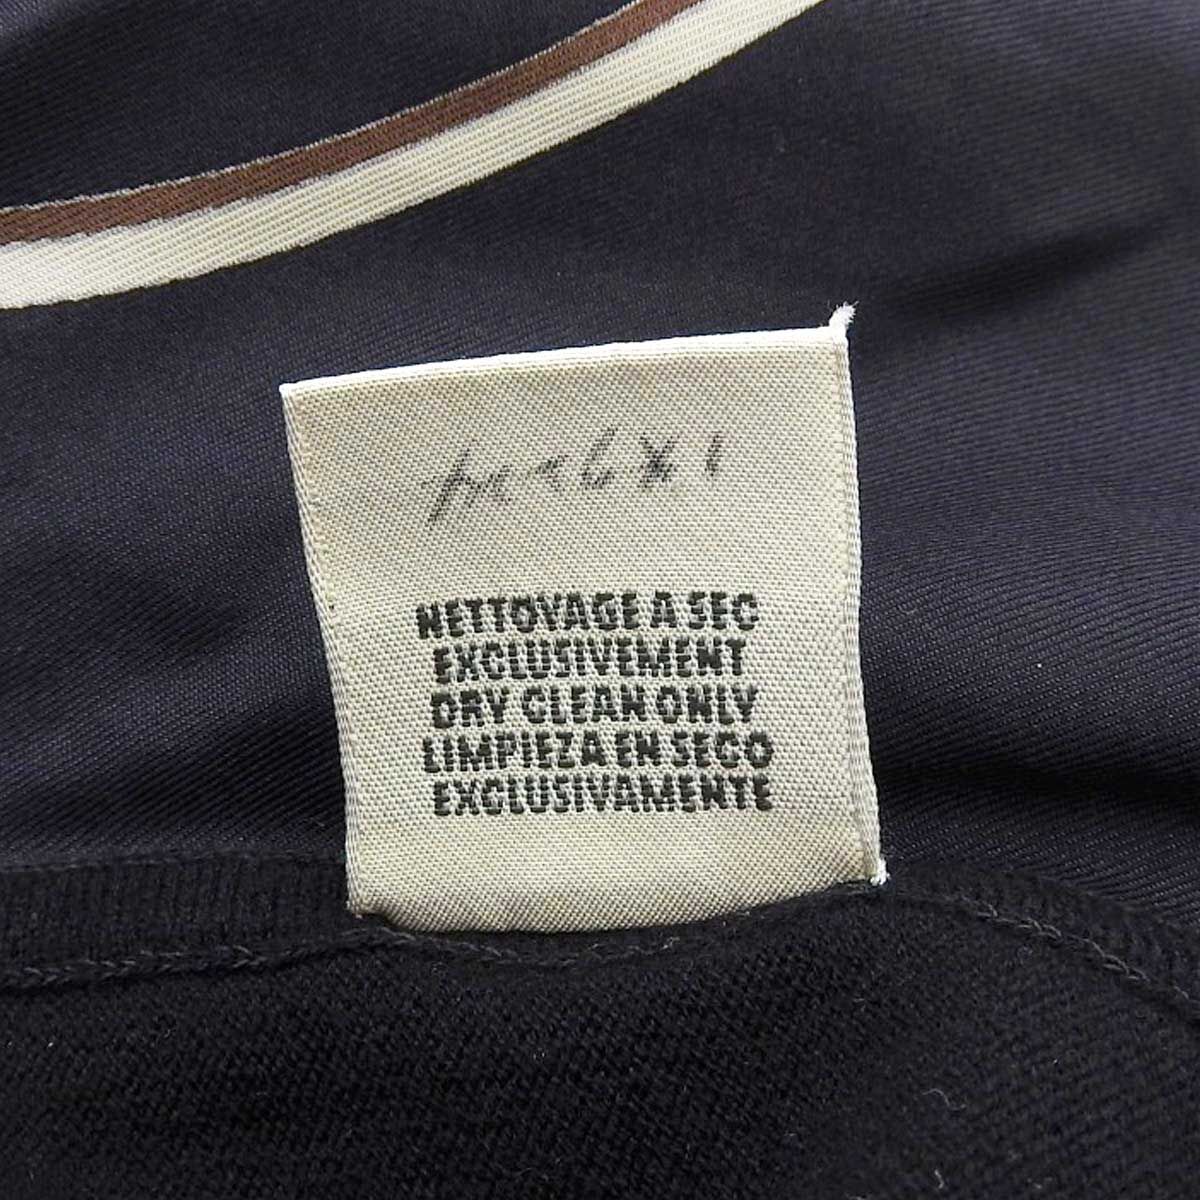 NETTOYAGE A SEC
EXCLUSIVEMENT
DRY CLEAN ONLY
LIMPIEZA EN SECO
EXCLUSIVAMENTE